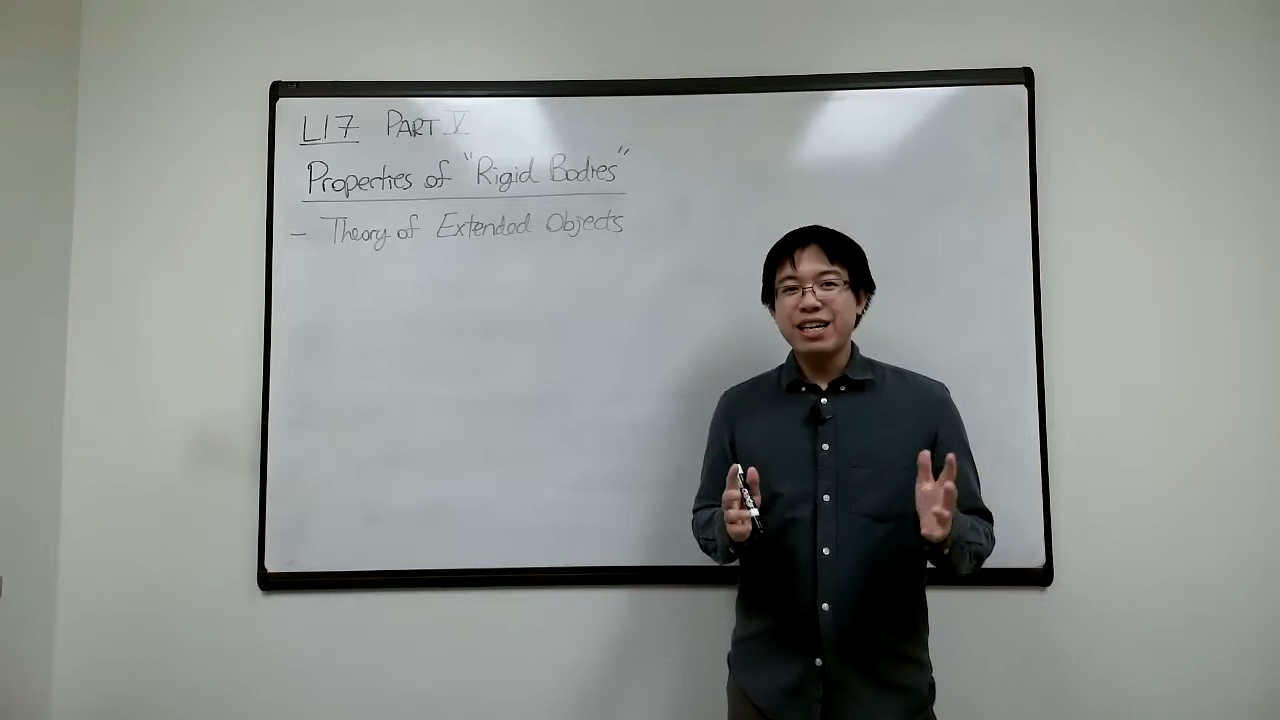 L17 PART V
Properties of "Rigid Bodies"
- Theory of Extended Objects